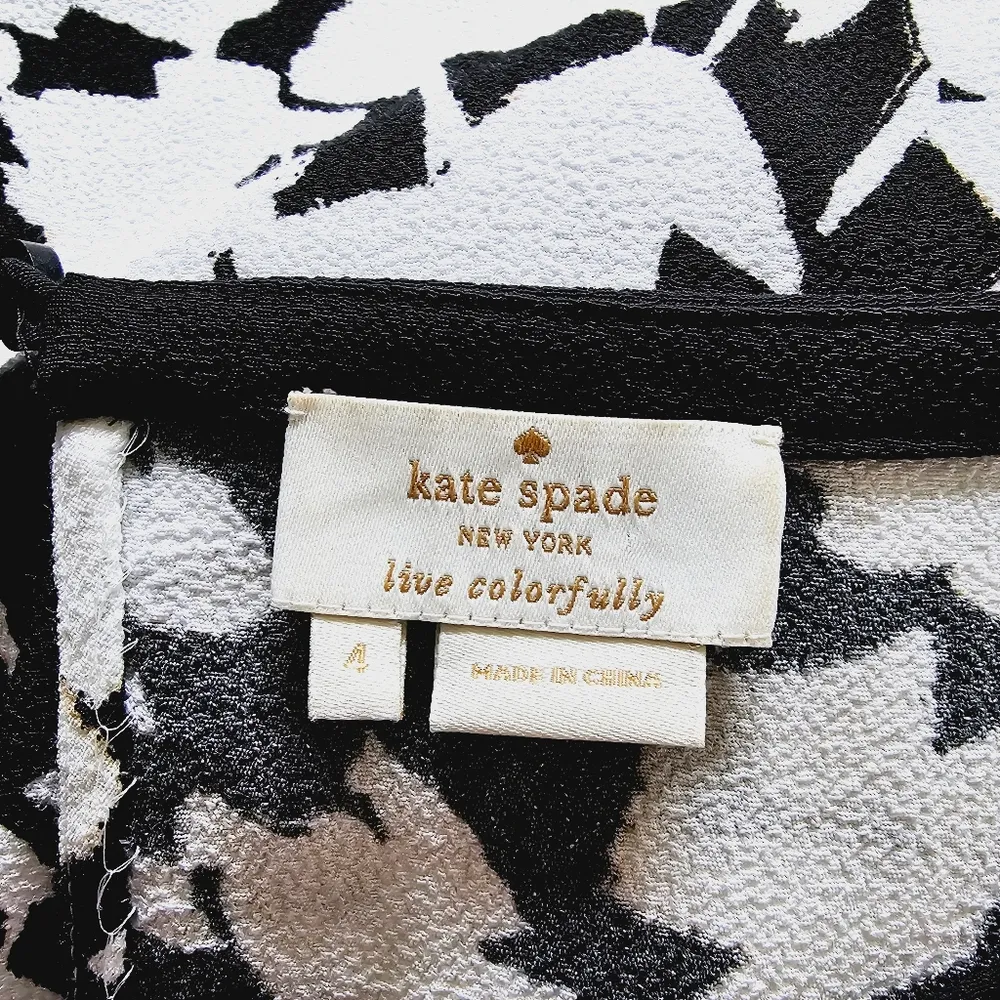 kate spade
NEW YORK
live colorfully
4
MADE IN CHINA